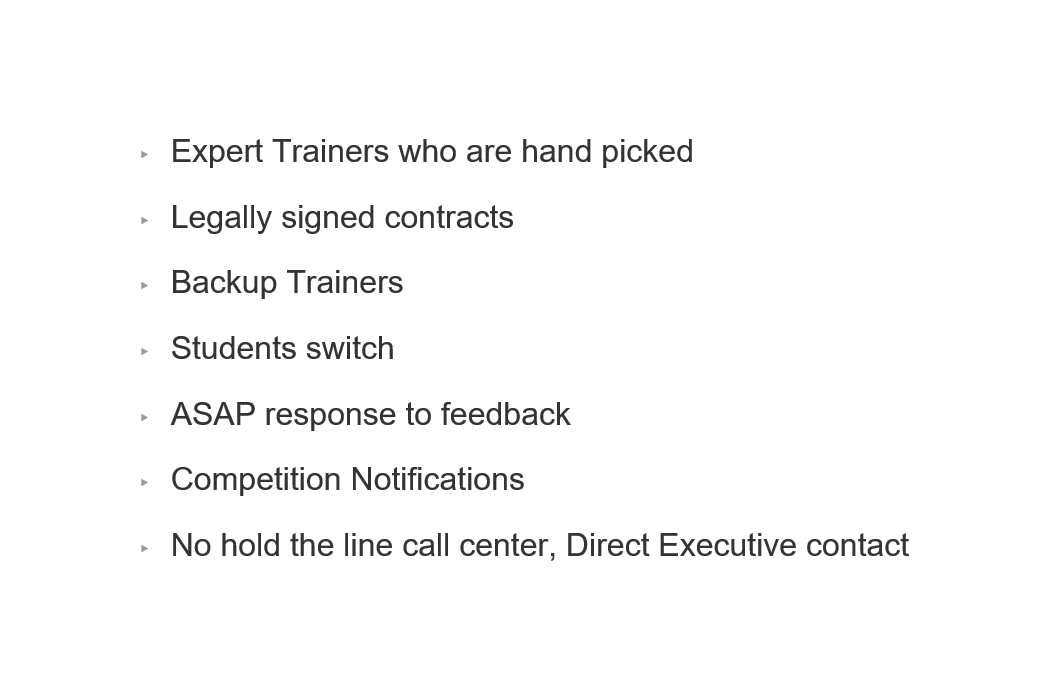 Expert Trainers who are hand picked
Legally signed contracts
Backup Trainers
Students switch
ASAP response to feedback
Competition Notifications
No hold the line call center, Direct Executive contact